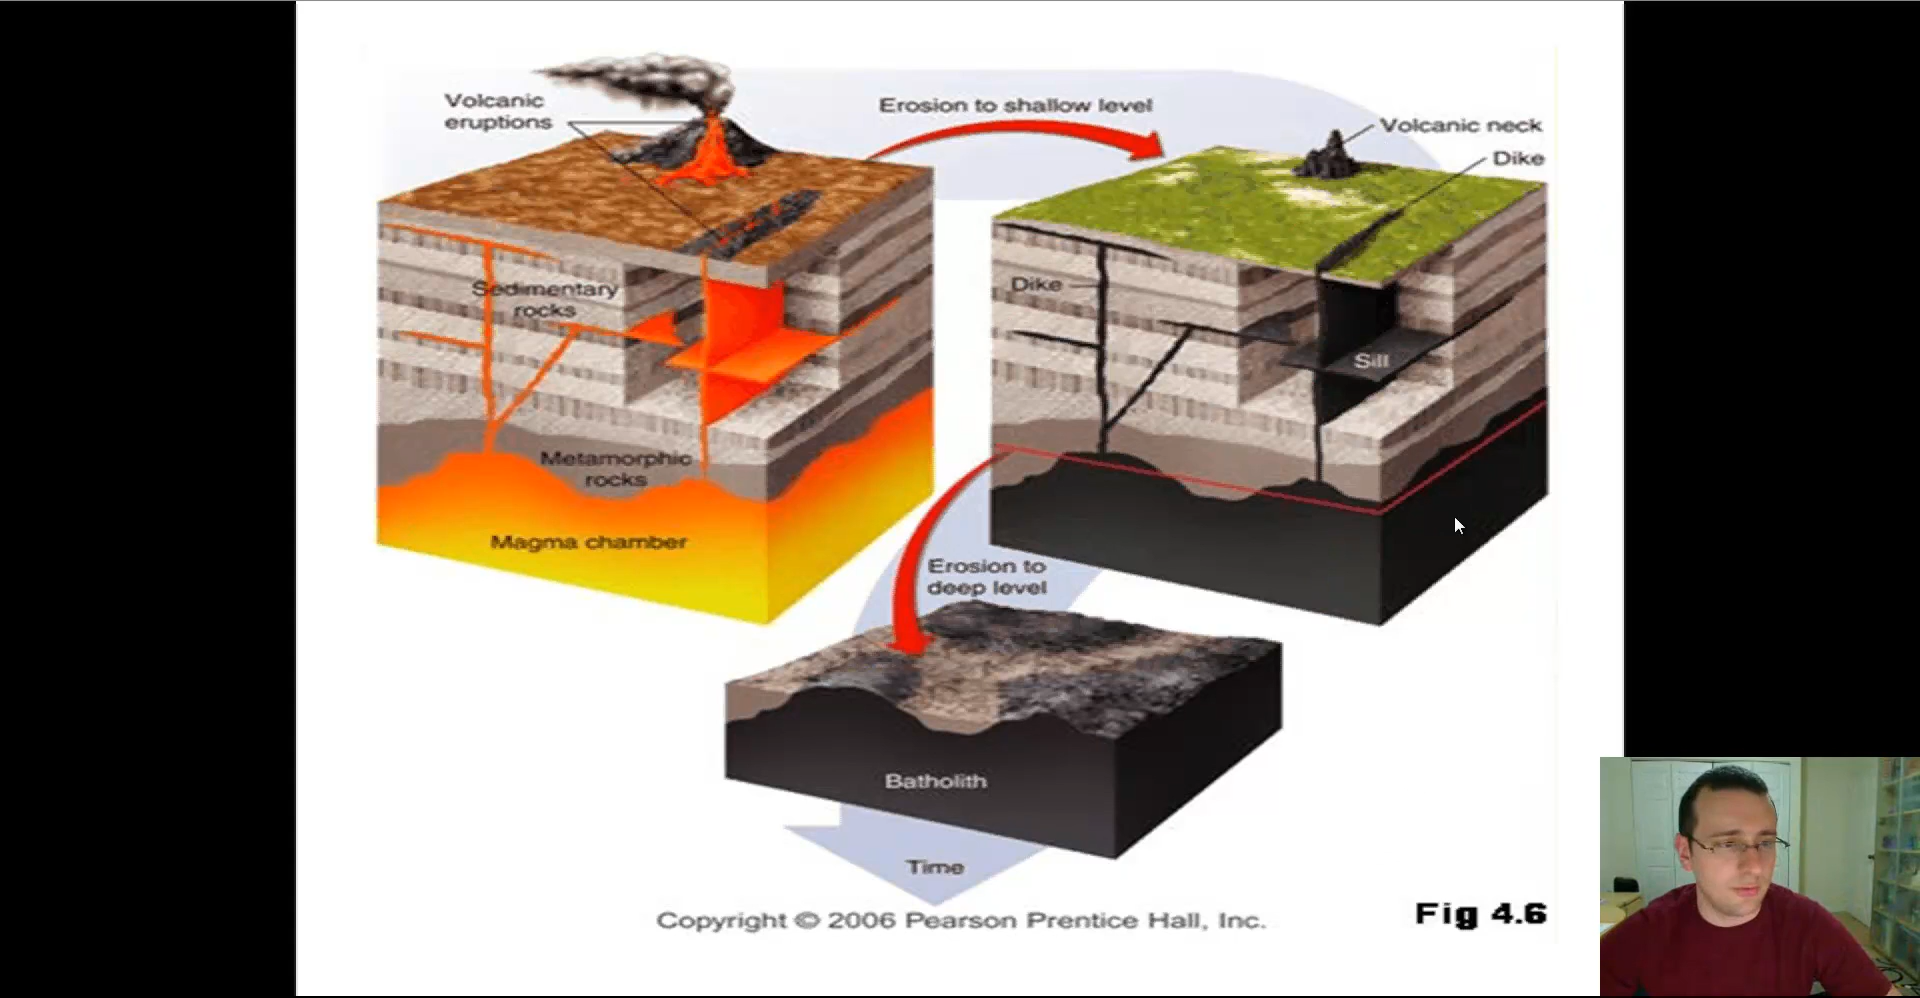 Volcanic
eruptions
Erosion to shallow level
Volcanic neck
Dike
Sedimentary
rocks
Dike
Sill
Metamorphic
rocks
Magma chamber
Erosion to
deep level
Batholith
Time
Copyright © 2006 Pearson Prentice Hall, Inc.
Fig 4.6